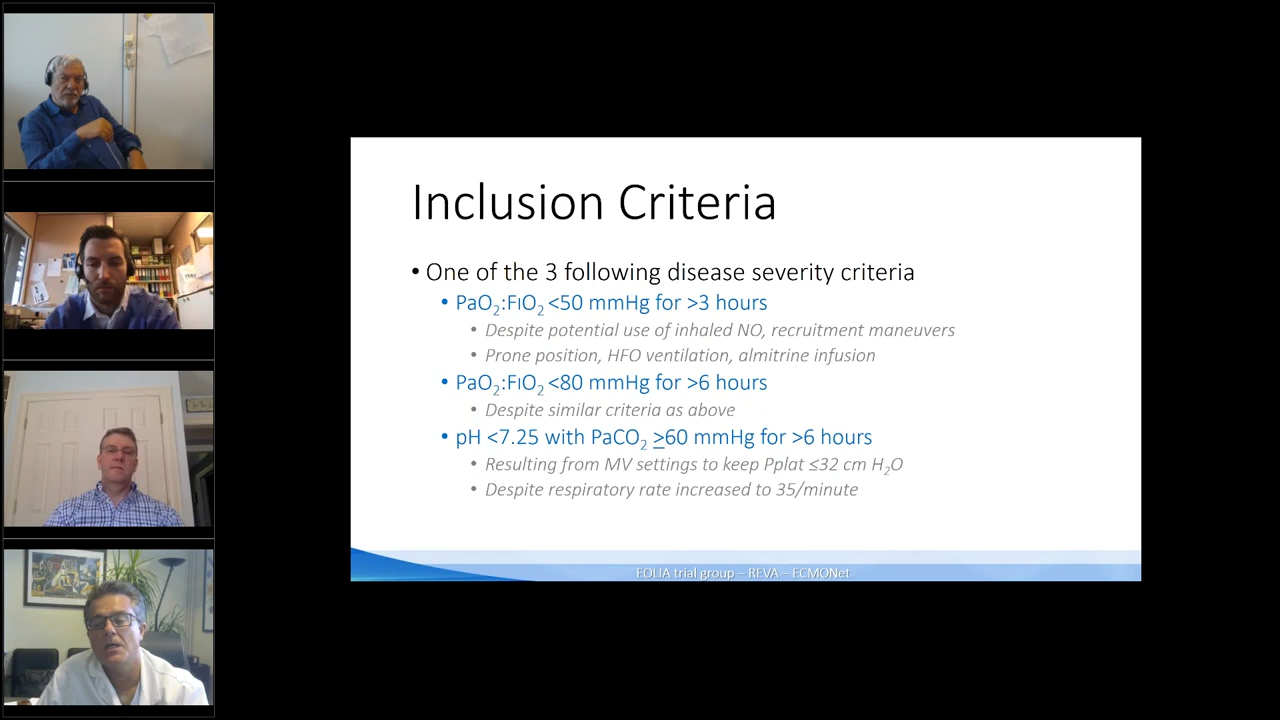 Inclusion Criteria
• One of the 3 following disease severity criteria
• PaO₂:FıO₂ <50 mmHg for >3 hours
• Despite potential use of inhaled NO, recruitment maneuvers
• Prone position, HFO ventilation, almitrine infusion
• PaO₂:FıO₂ <80 mmHg for >6 hours
• Despite similar criteria as above
• pH <7.25 with PaCO₂ ≥60 mmHg for >6 hours
• Resulting from MV settings to keep Pplat ≤32 cm H₂O
• Despite respiratory rate increased to 35/minute
EOLIA trial group – REVA – ECMONet